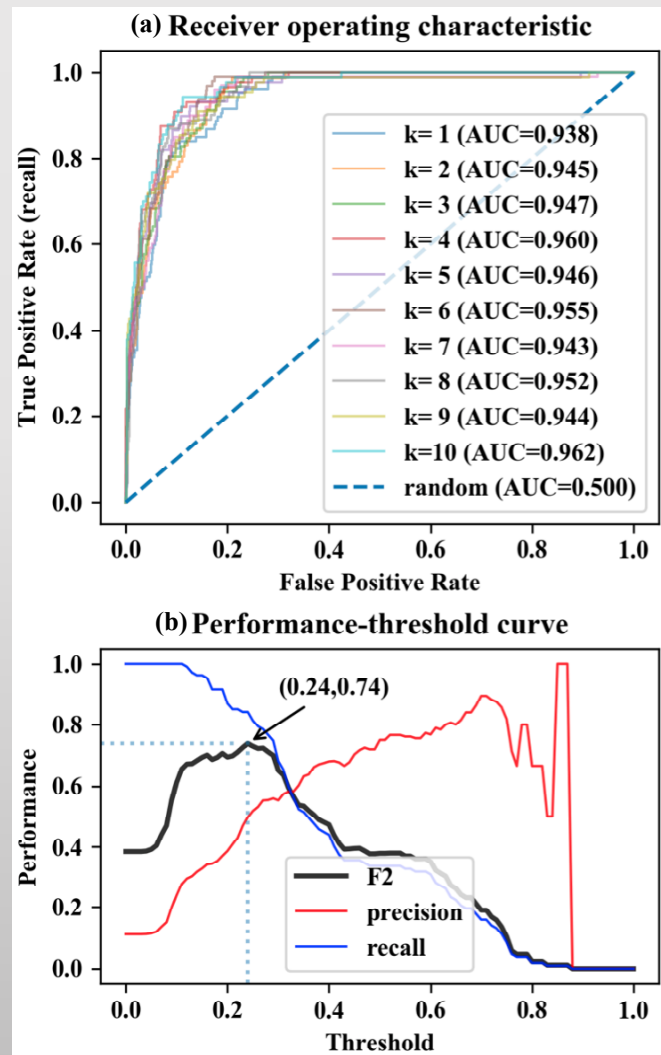 (a) Receiver operating characteristic
True Positive Rate (recall)
1.0
0.8
0.6
0.4
0.2
0.0
k= 1 (AUC=0.938)
k= 2 (AUC=0.945)
k= 3 (AUC=0.947)
k= 4 (AUC=0.960)
k= 5 (AUC=0.946)
k= 6 (AUC=0.955)
k= 7 (AUC=0.943)
k= 8 (AUC=0.952)
k= 9 (AUC=0.944)
k=10 (AUC=0.962)
random (AUC=0.500)
0.0 0.2 0.4 0.6 0.8 1.0
False Positive Rate
(b) Performance-threshold curve
Performance
1.0
0.8
0.6
0.4
0.2
0.0
(0.24,0.74)
F2
precision
recall
0.0 0.2 0.4 0.6 0.8 1.0
Threshold